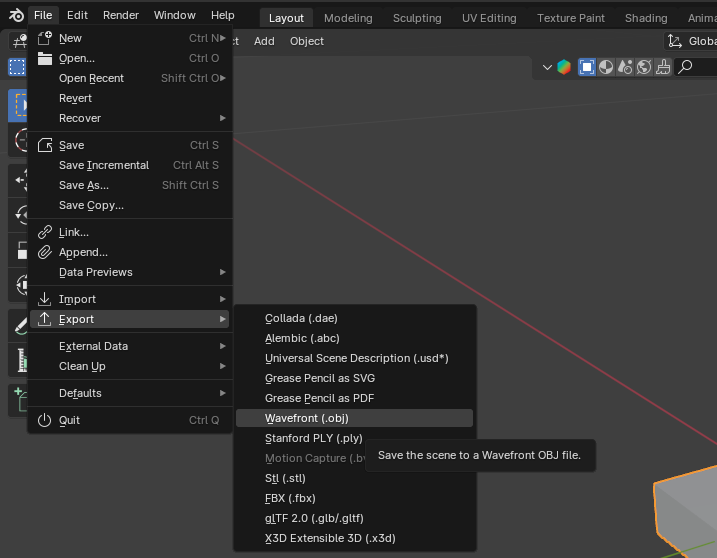 File Edit Render Window Help Layout Modeling Sculpting UV Editing Texture Paint Shading
Add Object
New Ctrl N
Open... Ctrl O
Open Recent Shift Ctrl O
Revert
Recover
Save Ctrl S
Save Incremental Ctrl Alt S
Save As... Shift Ctrl S
Save Copy...
Link...
Append...
Data Previews
Import
Export
External Data
Clean Up
Defaults
Quit Ctrl Q
Collada (.dae)
Alembic (.abc)
Universal Scene Description (.usd*)
Grease Pencil as SVG
Grease Pencil as PDF
Wavefront (.obj)
Stanford PLY (.ply)
Motion Capture
Save the scene to a Wavefront OBJ file.
Stl (.stl)
FBX (.fbx)
glTF 2.0 (.glb/.gltf)
X3D Extensible 3D (.x3d)